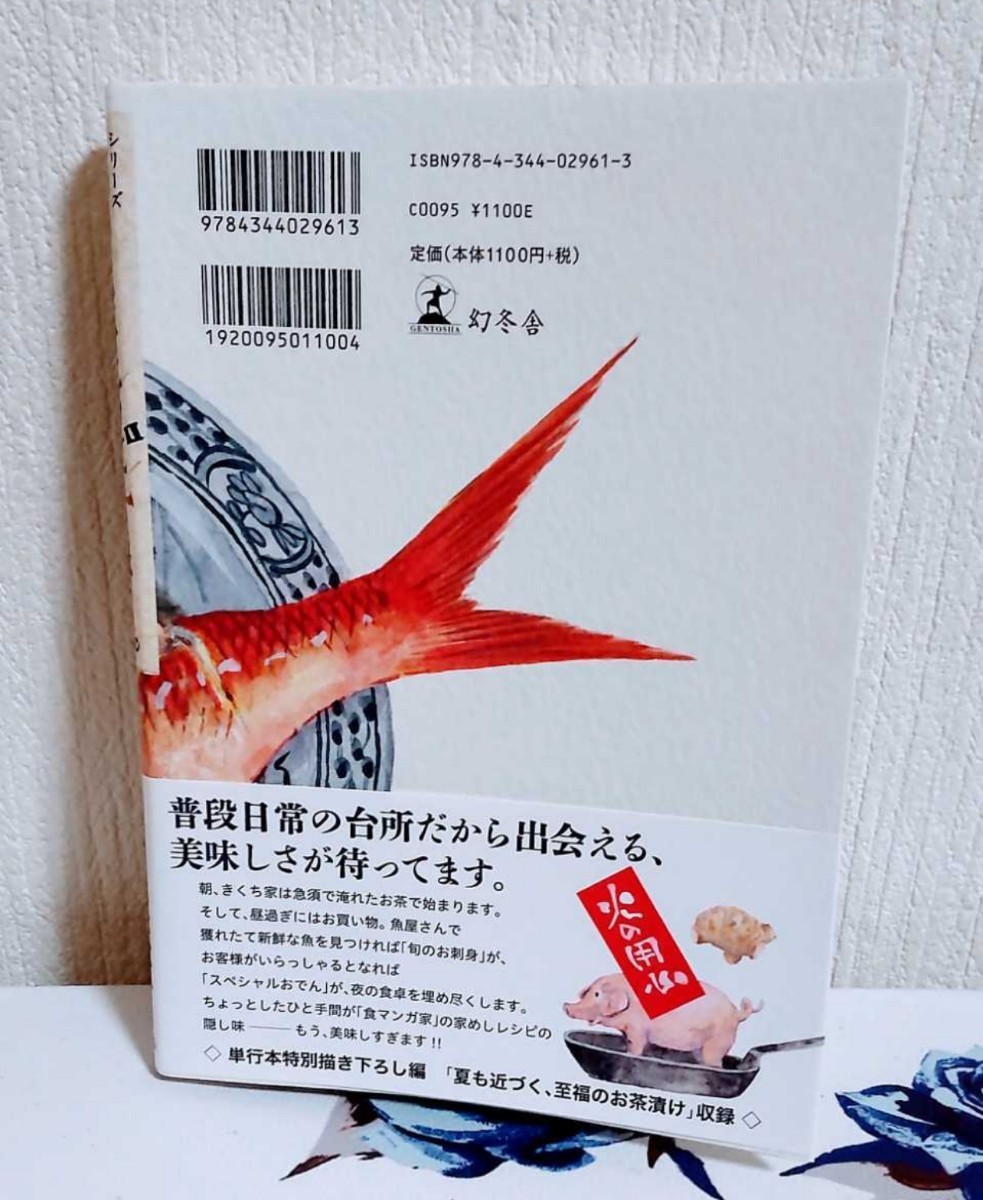 シリーズ
ISBN978-4-344-02961-3
9784344029613
C0095 ¥1100E
定価(本体1100円+税)
1920095011004
GENTOSHA
幻冬舎
普段日常の台所だから出会える、
美味しさが待ってます。
朝、きくち家は急須で淹れたお茶で始まります。
そして、昼過ぎにはお買い物。魚屋さんで
獲れたて新鮮な魚を見つければ「旬のお刺身」が、
お客様がいらっしゃるとなれば
「スペシャルおでん」が、夜の食卓を埋め尽くします。
ちょっとしたひと手間が「食マンガ家」の家めしレシピの
隠し味───もう、美味しすぎます!!
火の用心
◇ 単行本特別描き下ろし編 「夏も近づく、至福のお茶漬け」収録 ◇